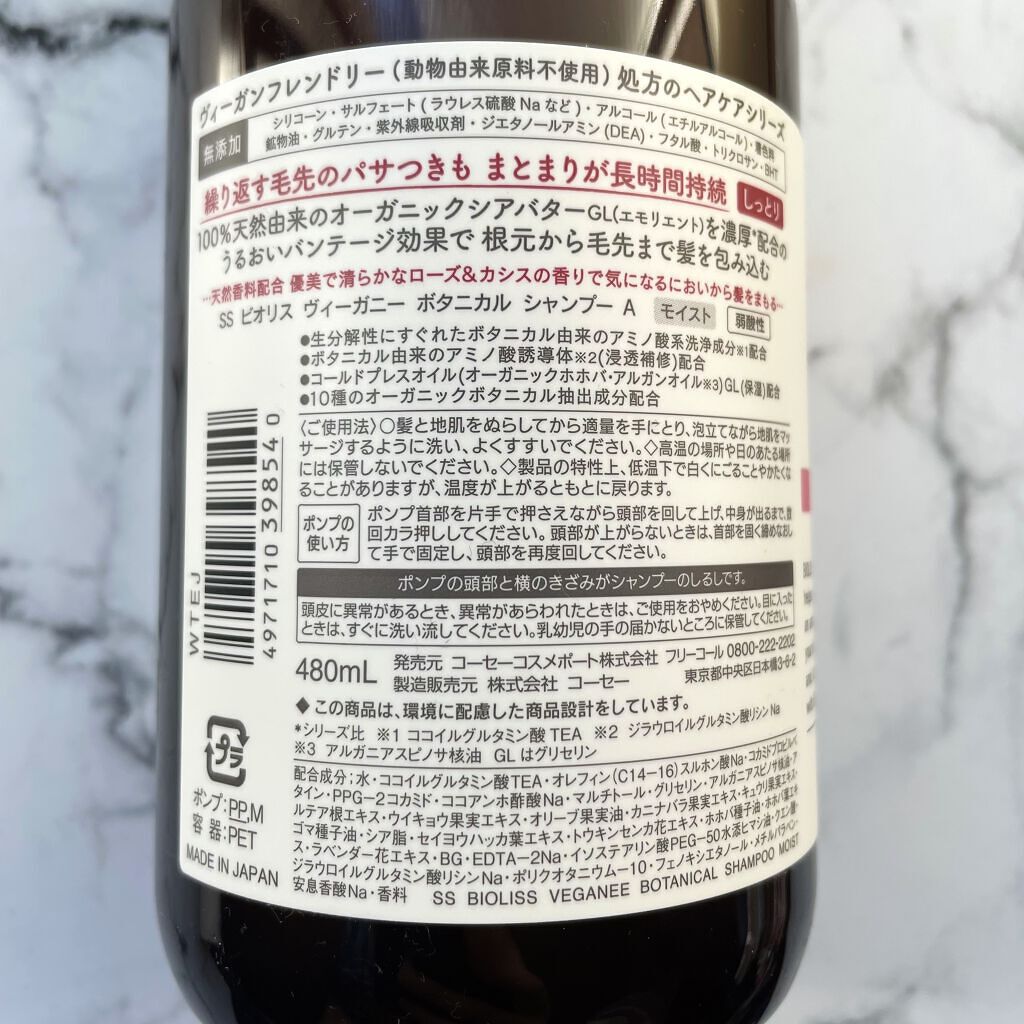 ヴィーガンフレンドリー(動物由来原料不使用)処方のヘアケアシリーズ
無添加
シリコーン・サルフェート(ラウレス硫酸Naなど)・アルコール(エチルアルコール)・着色料
鉱物油・グルテン・紫外線吸収剤・ジエタノールアミン(DEA)・フタル酸・トリクロサン・BHT
繰り返す毛先のパサつきも まとまりが長時間持続 しっとり
100%天然由来のオーガニックシアバターGL(エモリエント)を濃厚*配合の
うるおいバンテージ効果で 根元から毛先まで髪を包み込む
…天然香料配合 優美で清らかなローズ&カシスの香りで気になるにおいから髪をまもる…
SS ビオリス ヴィーガニー ボタニカル シャンプー A モイスト 弱酸性
●生分解性にすぐれたボタニカル由来のアミノ酸系洗浄成分※1配合
●ボタニカル由来のアミノ酸誘導体※2(浸透補修)配合
●コールドプレスオイル(オーガニックホホバ・アルガンオイル※3)GL(保湿)配合
●10種のオーガニックボタニカル抽出成分配合
〈ご使用法〉○髪と地肌をぬらしてから適量を手にとり、泡立てながら地肌をマッ
サージするように洗い、よくすすいでください。◇高温の場所や日のあたる場所
には保管しないでください。◇製品の特性上、低温下で白くにごることやかたくな
ることがありますが、温度が上がるとともに戻ります。
ポンプの
使い方
ポンプ首部を片手で押さえながら頭部を回して上げ、中身が出るまで、数
回カラ押ししてください。頭部が上がらないときは、首部を固く締めなおし
て手で固定し、頭部を再度回してください。
ポンプの頭部と横のきざみがシャンプーのしるしです。
頭皮に異常があるとき、異常があらわれたときは、ご使用をおやめください。目に入った
ときは、すぐに洗い流してください。乳幼児の手の届かないところに保管してください。
480mL
発売元 コーセーコスメポート株式会社 フリーコール 0800-222-2202
製造販売元 株式会社 コーセー 東京都中央区日本橋3-6-2
◆この商品は、環境に配慮した商品設計をしています。
*シリーズ比 ※1 ココイルグルタミン酸TEA ※2 ジラウロイルグルタミン酸リシンNa
※3 アルガニアスピノサ核油 GLはグリセリン
配合成分:水・ココイルグルタミン酸TEA・オレフィン(C14-16)スルホン酸Na・コカミドプロピルベ
タイン・PPG-2コカミド・ココアンホ酢酸Na・マルチトール・グリセリン・アルガニアスピノサ核油・ア
ルテア根エキス・ウイキョウ果実エキス・オリーブ果実油・カニナバラ果実エキス・キュウリ果実エキス・
ゴマ種子油・シア脂・セイヨウハッカ葉エキス・トウキンセンカ花エキス・ホホバ種子油・ホホバ葉エキ
ス・ラベンダー花エキス・BG・EDTA-2Na・イソステアリン酸PEG-50水添ヒマシ油・クエン酸・
ジラウロイルグルタミン酸リシンNa・ポリクオタニウム-10・フェノキシエタノール・メチルパラベン・
安息香酸Na・香料 SS BIOLISS VEGANEE BOTANICAL SHAMPOO MOIST
WTEJ
4971710398540
プラ
ポンプ:PP,M
容 器:PET
MADE IN JAPAN